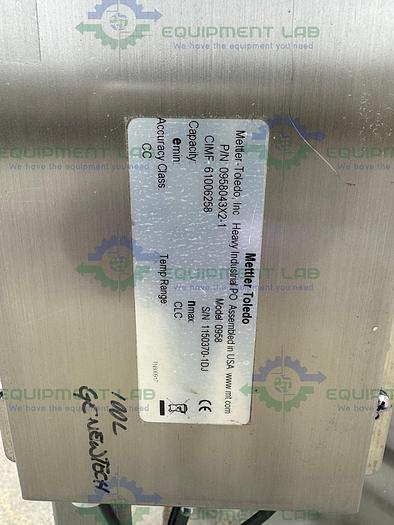 EQUIPMENT LAB
We have the equipment you need
Mettler Toledo
Mettler-Toledo, Inc Heavy Industrial PO Assembled in USA www.mt.com
P/N 0958043X2-1
Model 0958
CIMF- 61006258
S/N 1150370-1DJ
Capacity
nmax
emin:
CLC
Accuracy Class
Temp Range
CC
CE
100L
GENEWTECH